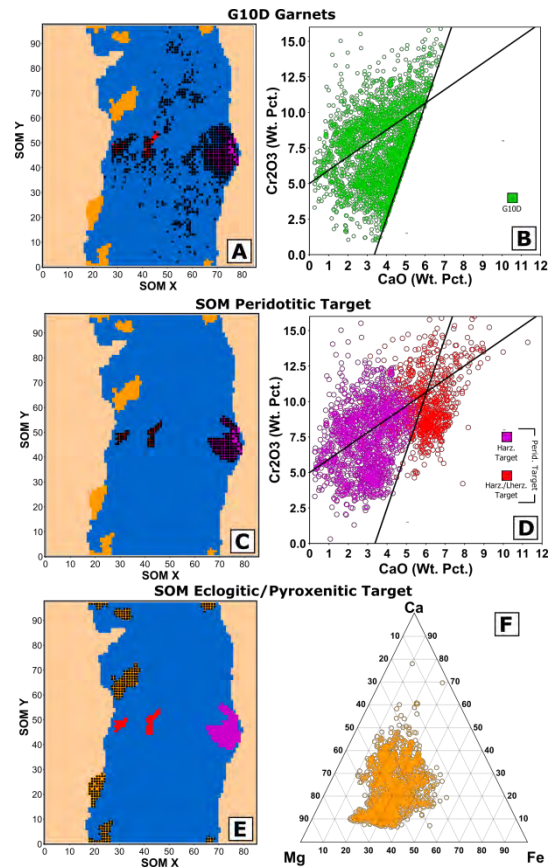 G10D Garnets
90
80
70
60
50
40
30
20
10
0
SOM Y
0 10 20 30 40 50 60 70 80
SOM X
A
15.0
12.5
10.0
7.5
5.0
2.5
0.0
Cr2O3 (Wt. Pct.)
0 1 2 3 4 5 6 7 8 9 10 11 12
CaO (Wt. Pct.)
G10D
B
SOM Peridotitic Target
90
80
70
60
50
40
30
20
10
0
SOM Y
0 10 20 30 40 50 60 70 80
SOM X
C
15.0
12.5
10.0
7.5
5.0
2.5
0.0
Cr2O3 (Wt. Pct.)
0 1 2 3 4 5 6 7 8 9 10 11 12
CaO (Wt. Pct.)
Harz.
Target
Harz./Lherz.
Target
Perid. Target
D
SOM Eclogitic/Pyroxenitic Target
90
80
70
60
50
40
30
20
10
0
SOM Y
0 10 20 30 40 50 60 70 80
SOM X
E
Ca
F
10 90
20 80
30 70
40 60
50 50
60 40
70 30
80 20
90 10
Mg
90 80 70 60 50 40 30 20 10
Fe